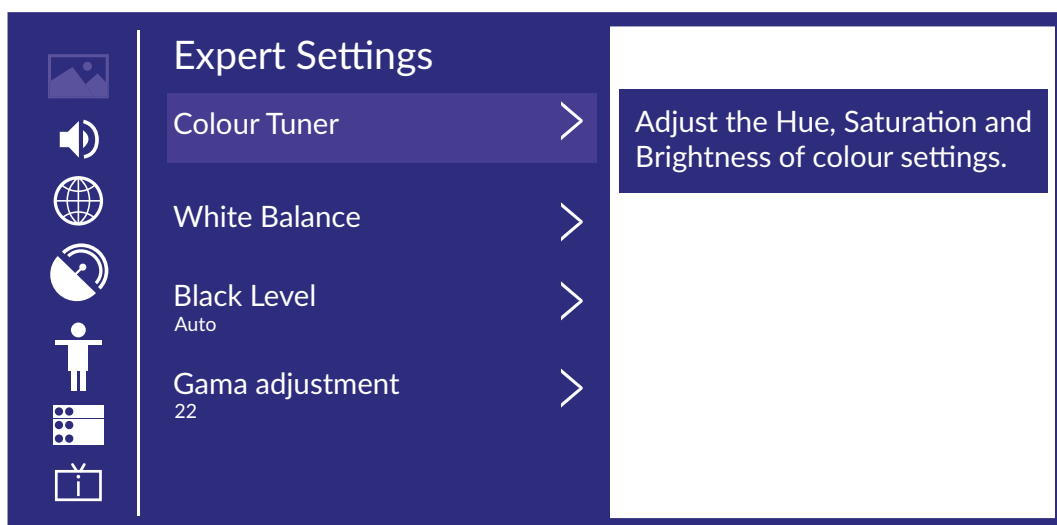 Expert Settings
Colour Tuner
Adjust the Hue, Saturation and
Brightness of colour settings.
White Balance
Black Level
Auto
Gama adjustment
22
i